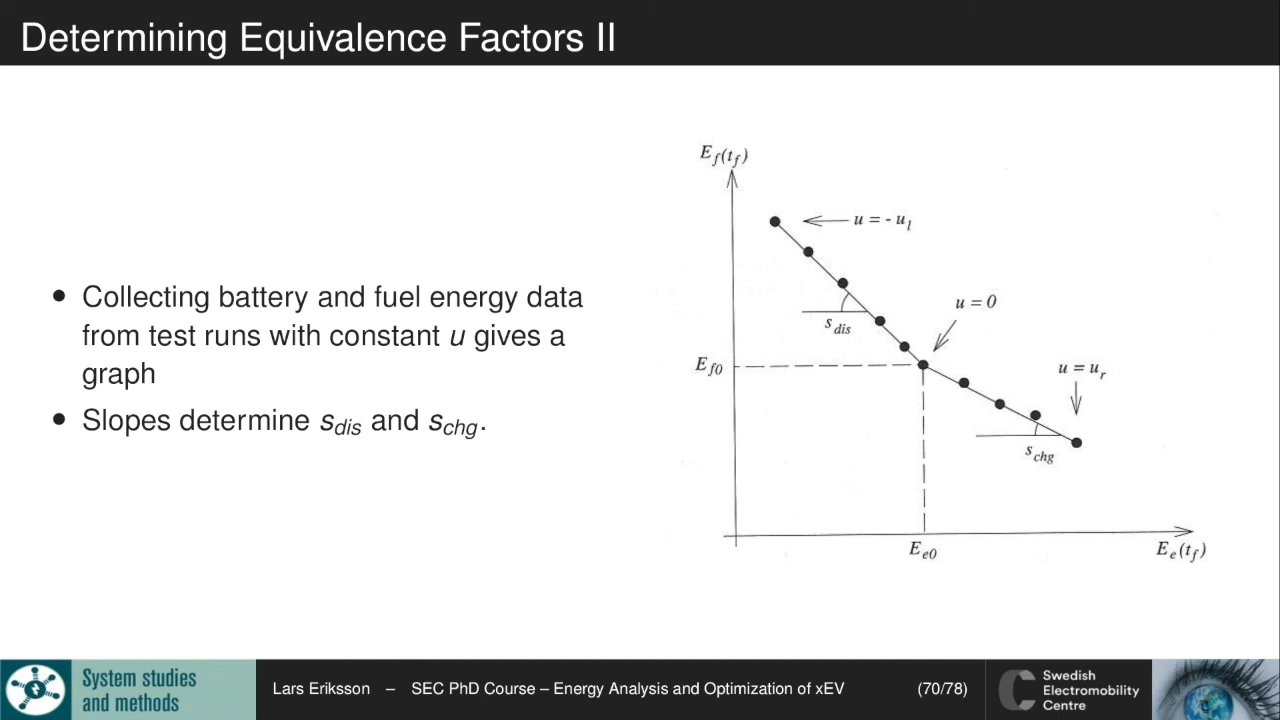 Determining Equivalence Factors II
• Collecting battery and fuel energy data
from test runs with constant u gives a
graph
• Slopes determine s_dis and s_chg.
E_f(t_f)
u = - u_l
u = 0
s_dis
E_f0
u = u_r
s_chg
E_e0
E_e(t_f)
System studies
and methods
Lars Eriksson – SEC PhD Course – Energy Analysis and Optimization of xEV (70/78)
Swedish
Electromobility
Centre